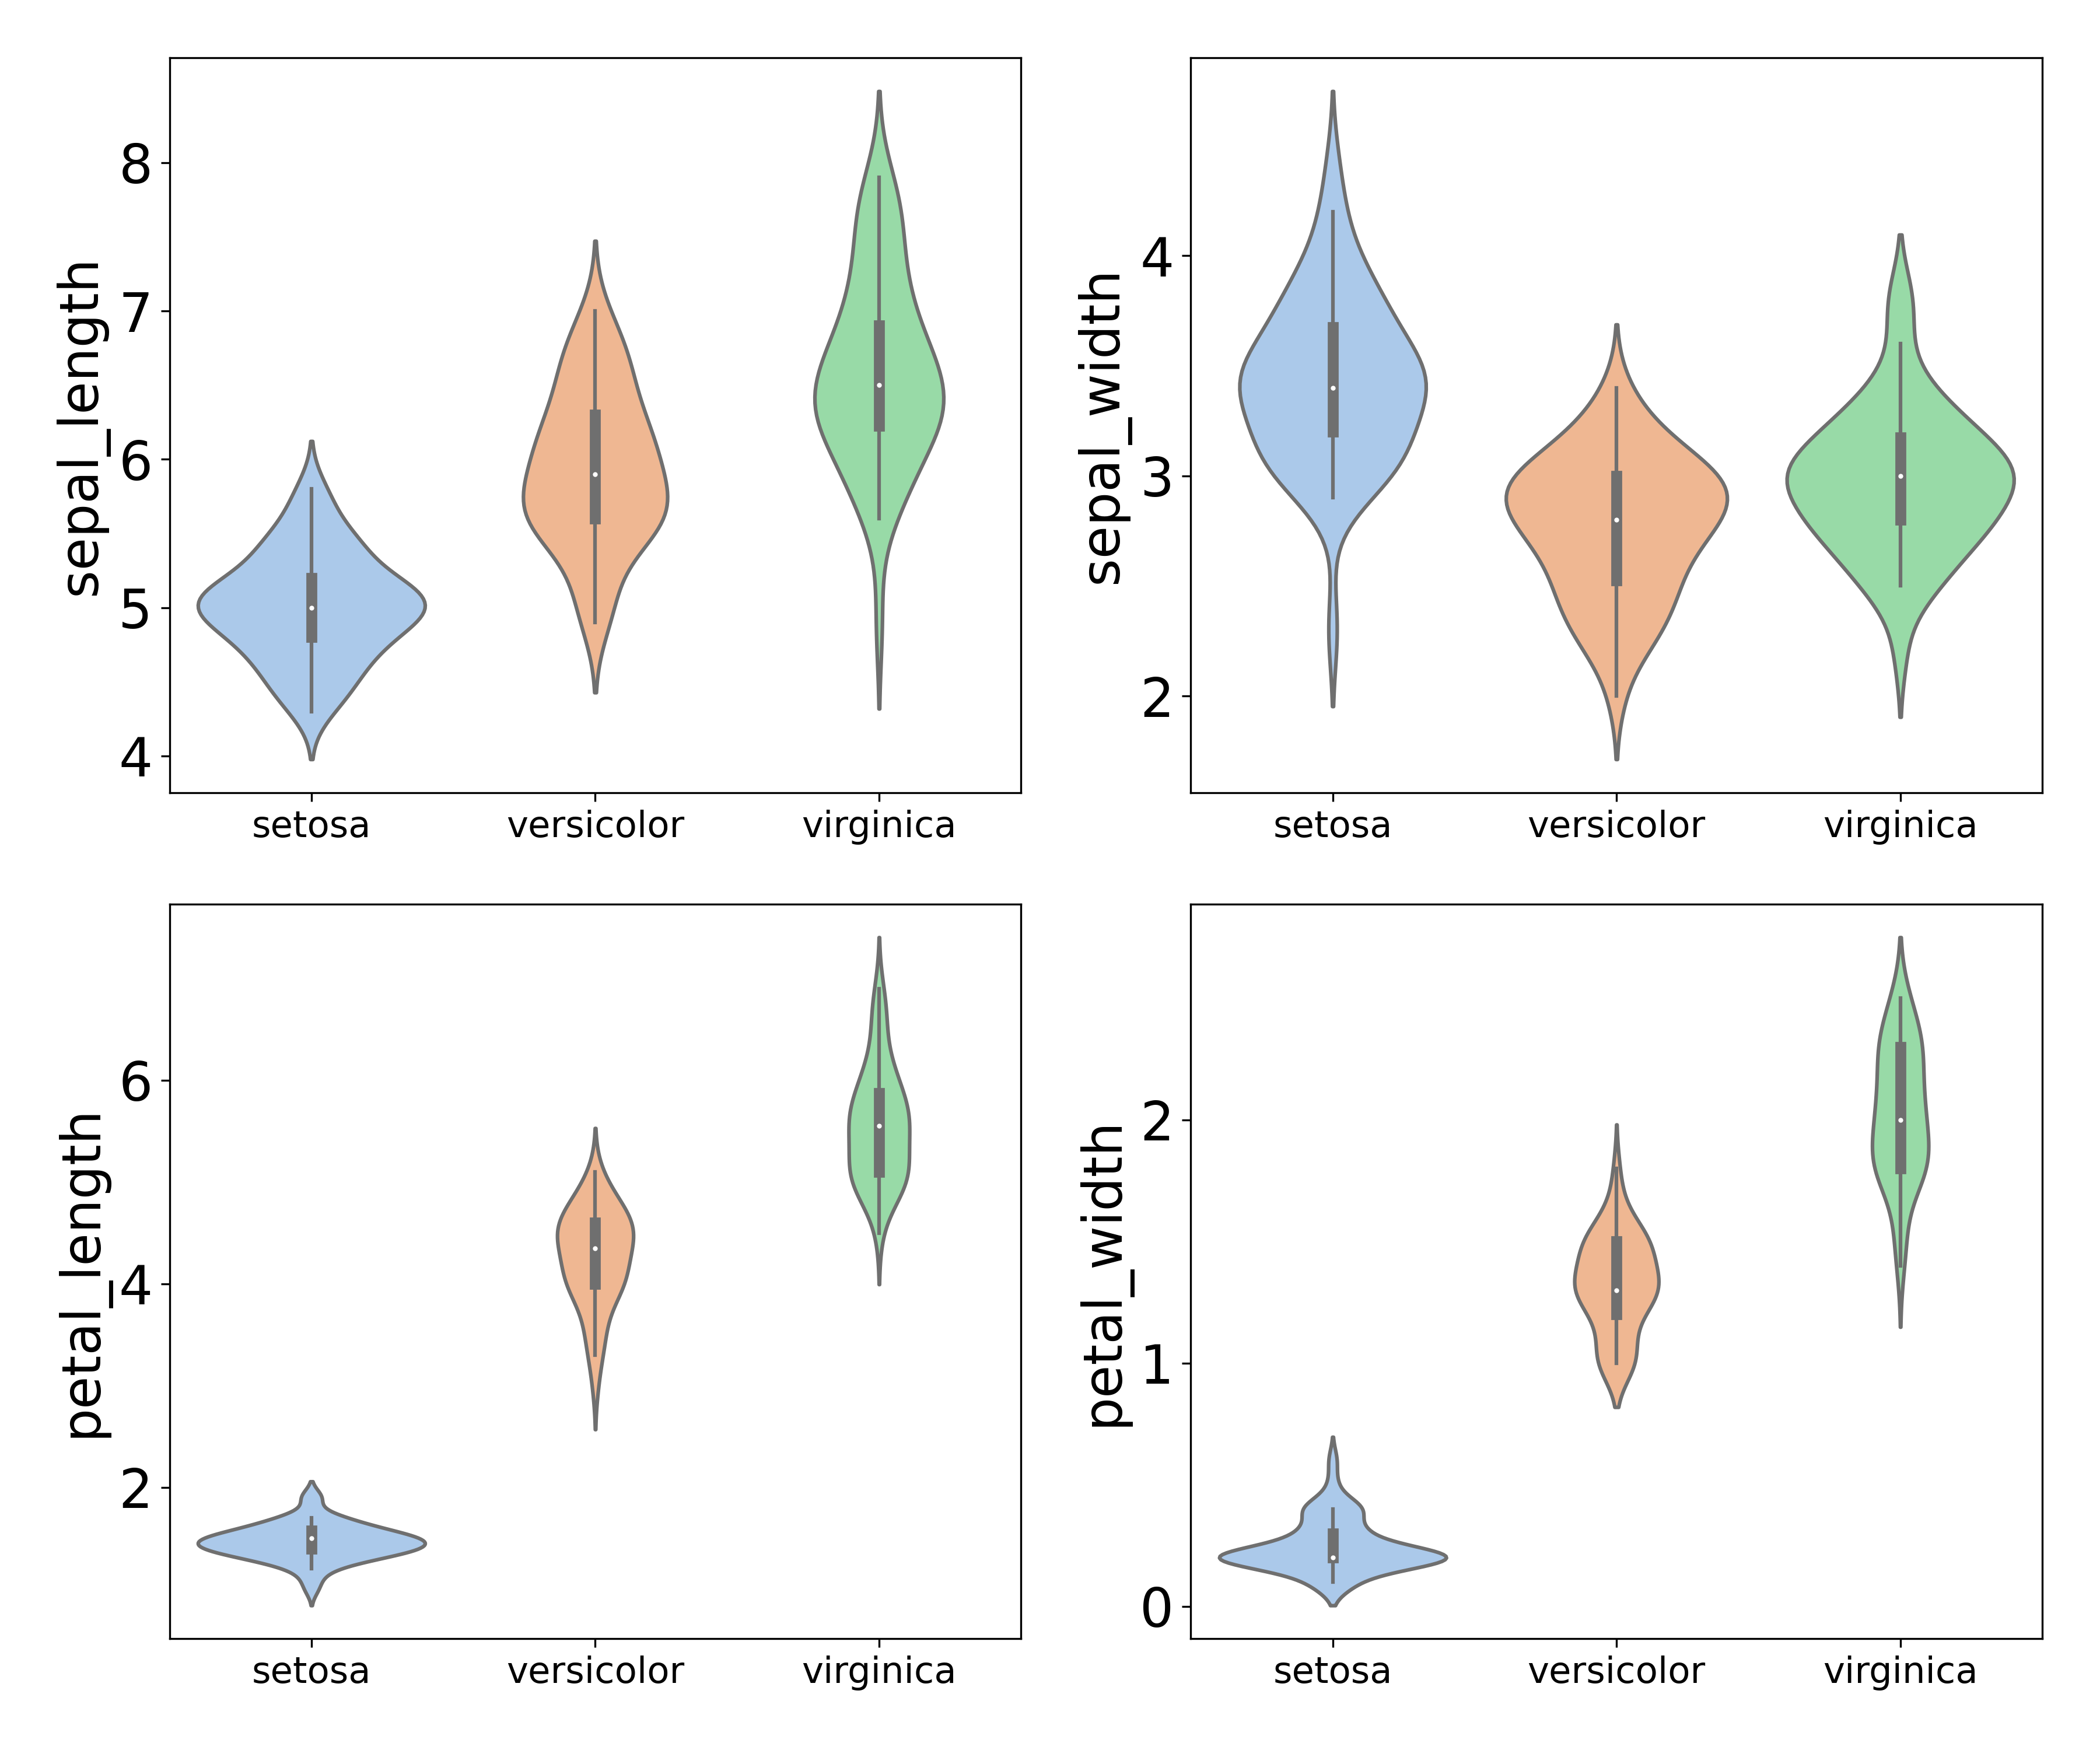 sepal_length
8
7
6
5
4
setosa versicolor virginica
sepal_width
4
3
2
setosa versicolor virginica
petal_length
6
4
2
setosa versicolor virginica
petal_width
2
1
0
setosa versicolor virginica